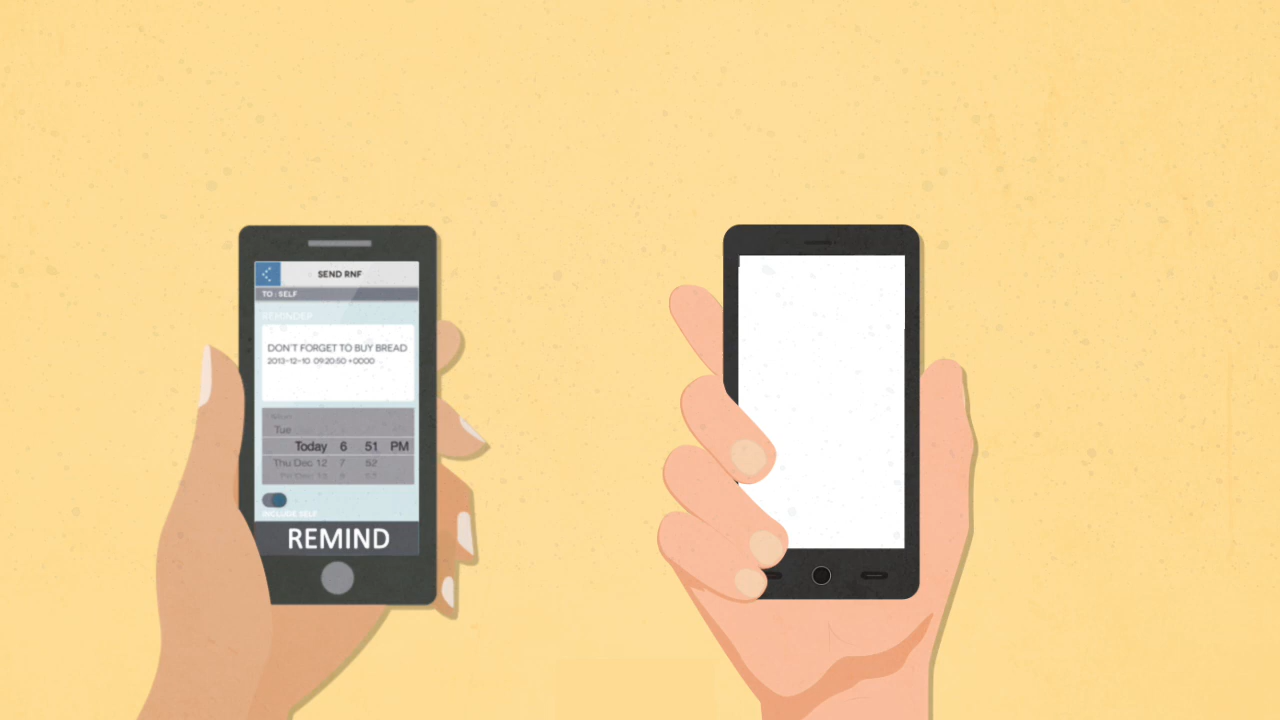 SEND RNF
TO : SELF
DON'T FORGET TO BUY BREAD
2013-12-10 09:20:50 +0000
Tue
Today 6 51 PM
Thu Dec 12 7 52
INCLUDE SELF
REMIND